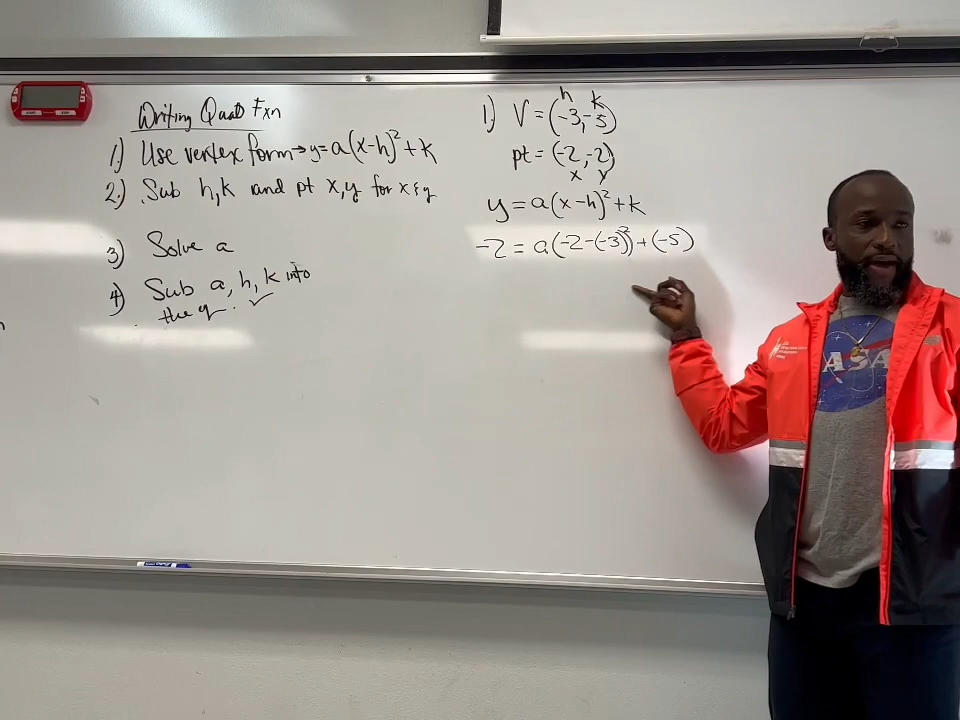 Writing Quad Fxn
1.) Use vertex form → y=a(x-h)²+k
2.) Sub h,k and pt x,y for x & y
3) Solve a
4) Sub a, h, k into
the q. ✓
1) V = (-3,-5)
h k
pt = (-2,-2)
x y
y = a(x-h)²+k
-2 = a(-2-(-3))²+(-5)
NASA